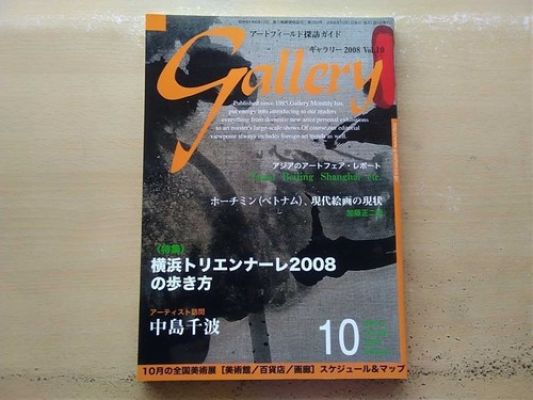 アートフィールド探訪ガイド
ギャラリー 2008 Vol.10
Gallery
Published since 1985, Gallery Monthly has
put energy into introducing to our readers
everything from domestic new artist personal exhibitions
to art master's large-scale shows. Of course, our editorial
viewpoint always includes foreign art trends as well.
アジアのアートフェア・レポート
Beijing Shanghai, etc.
ホーチミン(ベトナム)、現代絵画の現状
加藤正二
(特集)
横浜トリエンナーレ2008
の歩き方
アーティスト訪問
中島千波
10
10月の全国美術展[美術館/百貨店/画廊]スケジュール&マップ